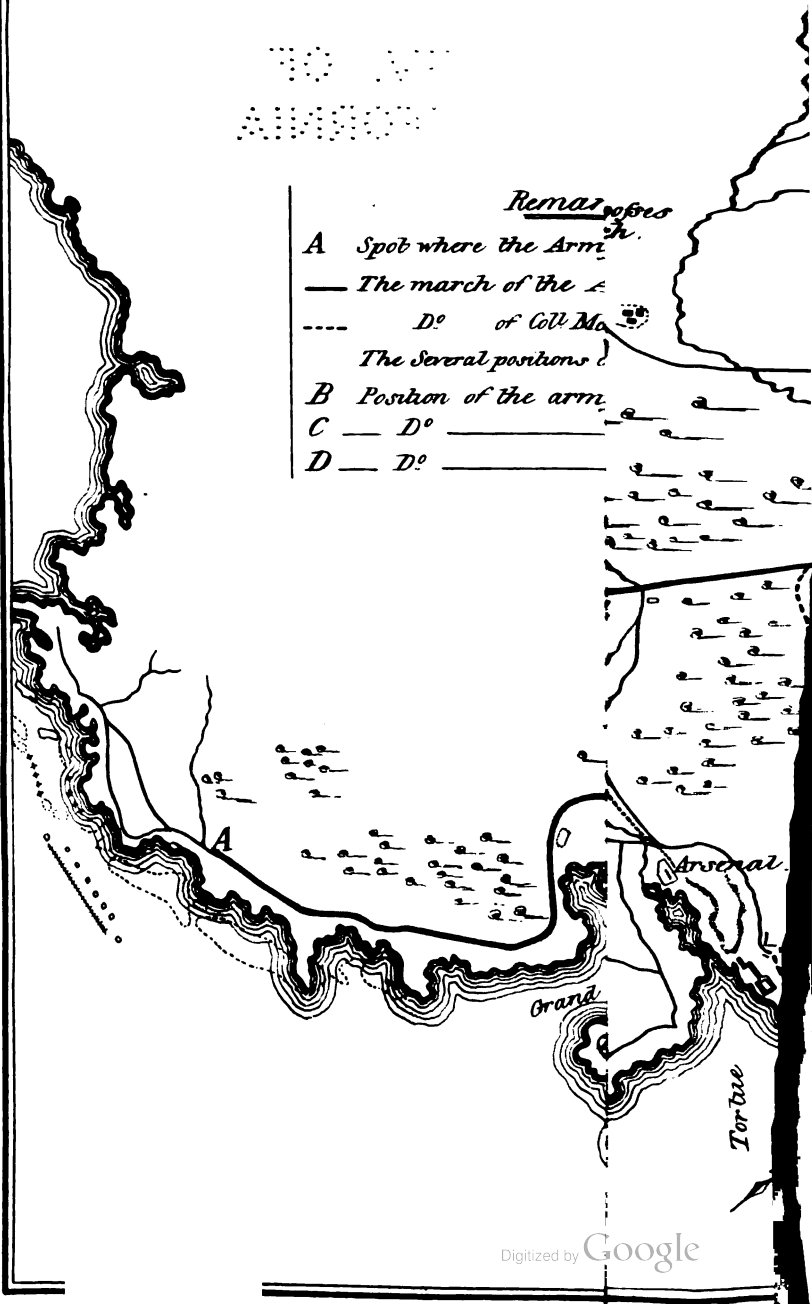 Remar
A Spot where the Arm
The march of the A
Dº of Coll Mo
The Several positions o
B Position of the arm
C — Dº
D — Dº
A
Arsenal.
Grand
Tortue
Digitized by Google